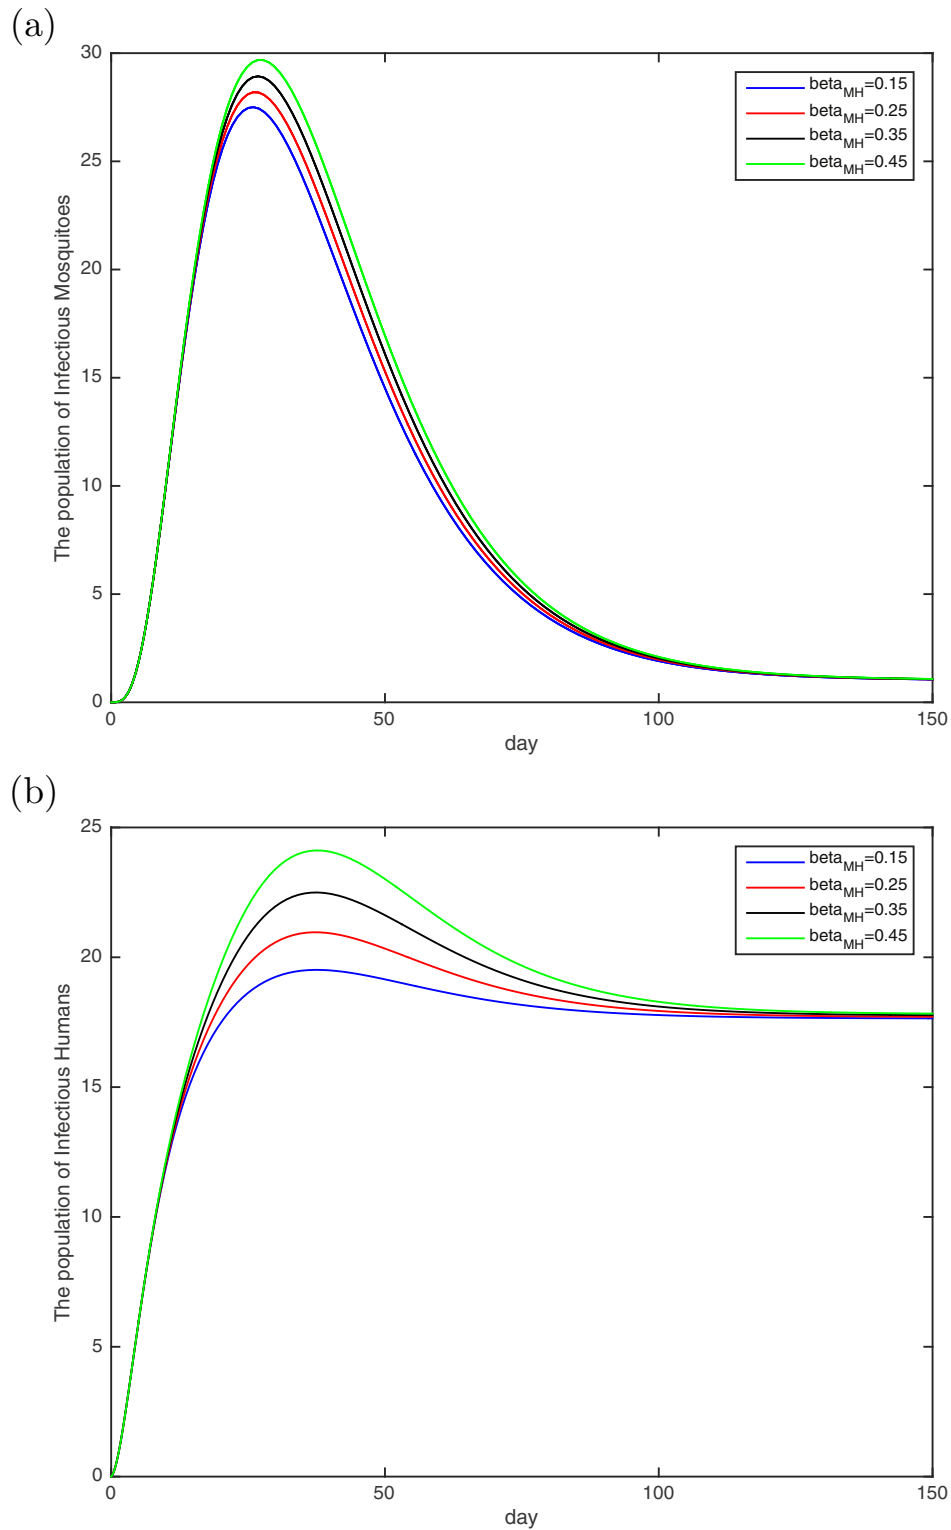 (a)
The population of Infectious Mosquitoes
30
25
20
15
10
5
0
0 50 100 150
day
beta_MH=0.15
beta_MH=0.25
beta_MH=0.35
beta_MH=0.45
(b)
The population of Infectious Humans
25
20
15
10
5
0
0 50 100 150
day
beta_MH=0.15
beta_MH=0.25
beta_MH=0.35
beta_MH=0.45